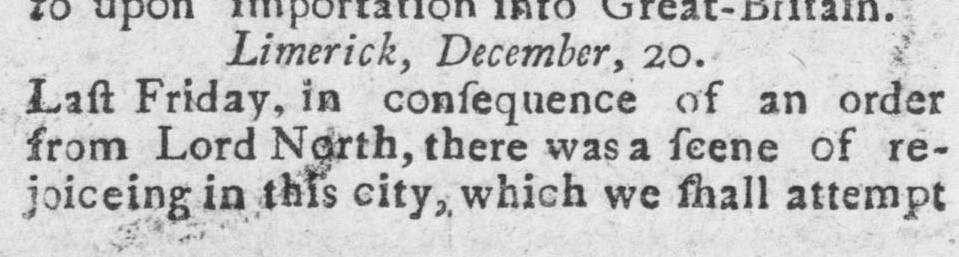 to upon importation into Great-Britain.
Limerick, December, 20.
Laſt Friday, in conſequence of an order
from Lord North, there was a ſcene of re-
joiceing in this city, which we ſhall attempt